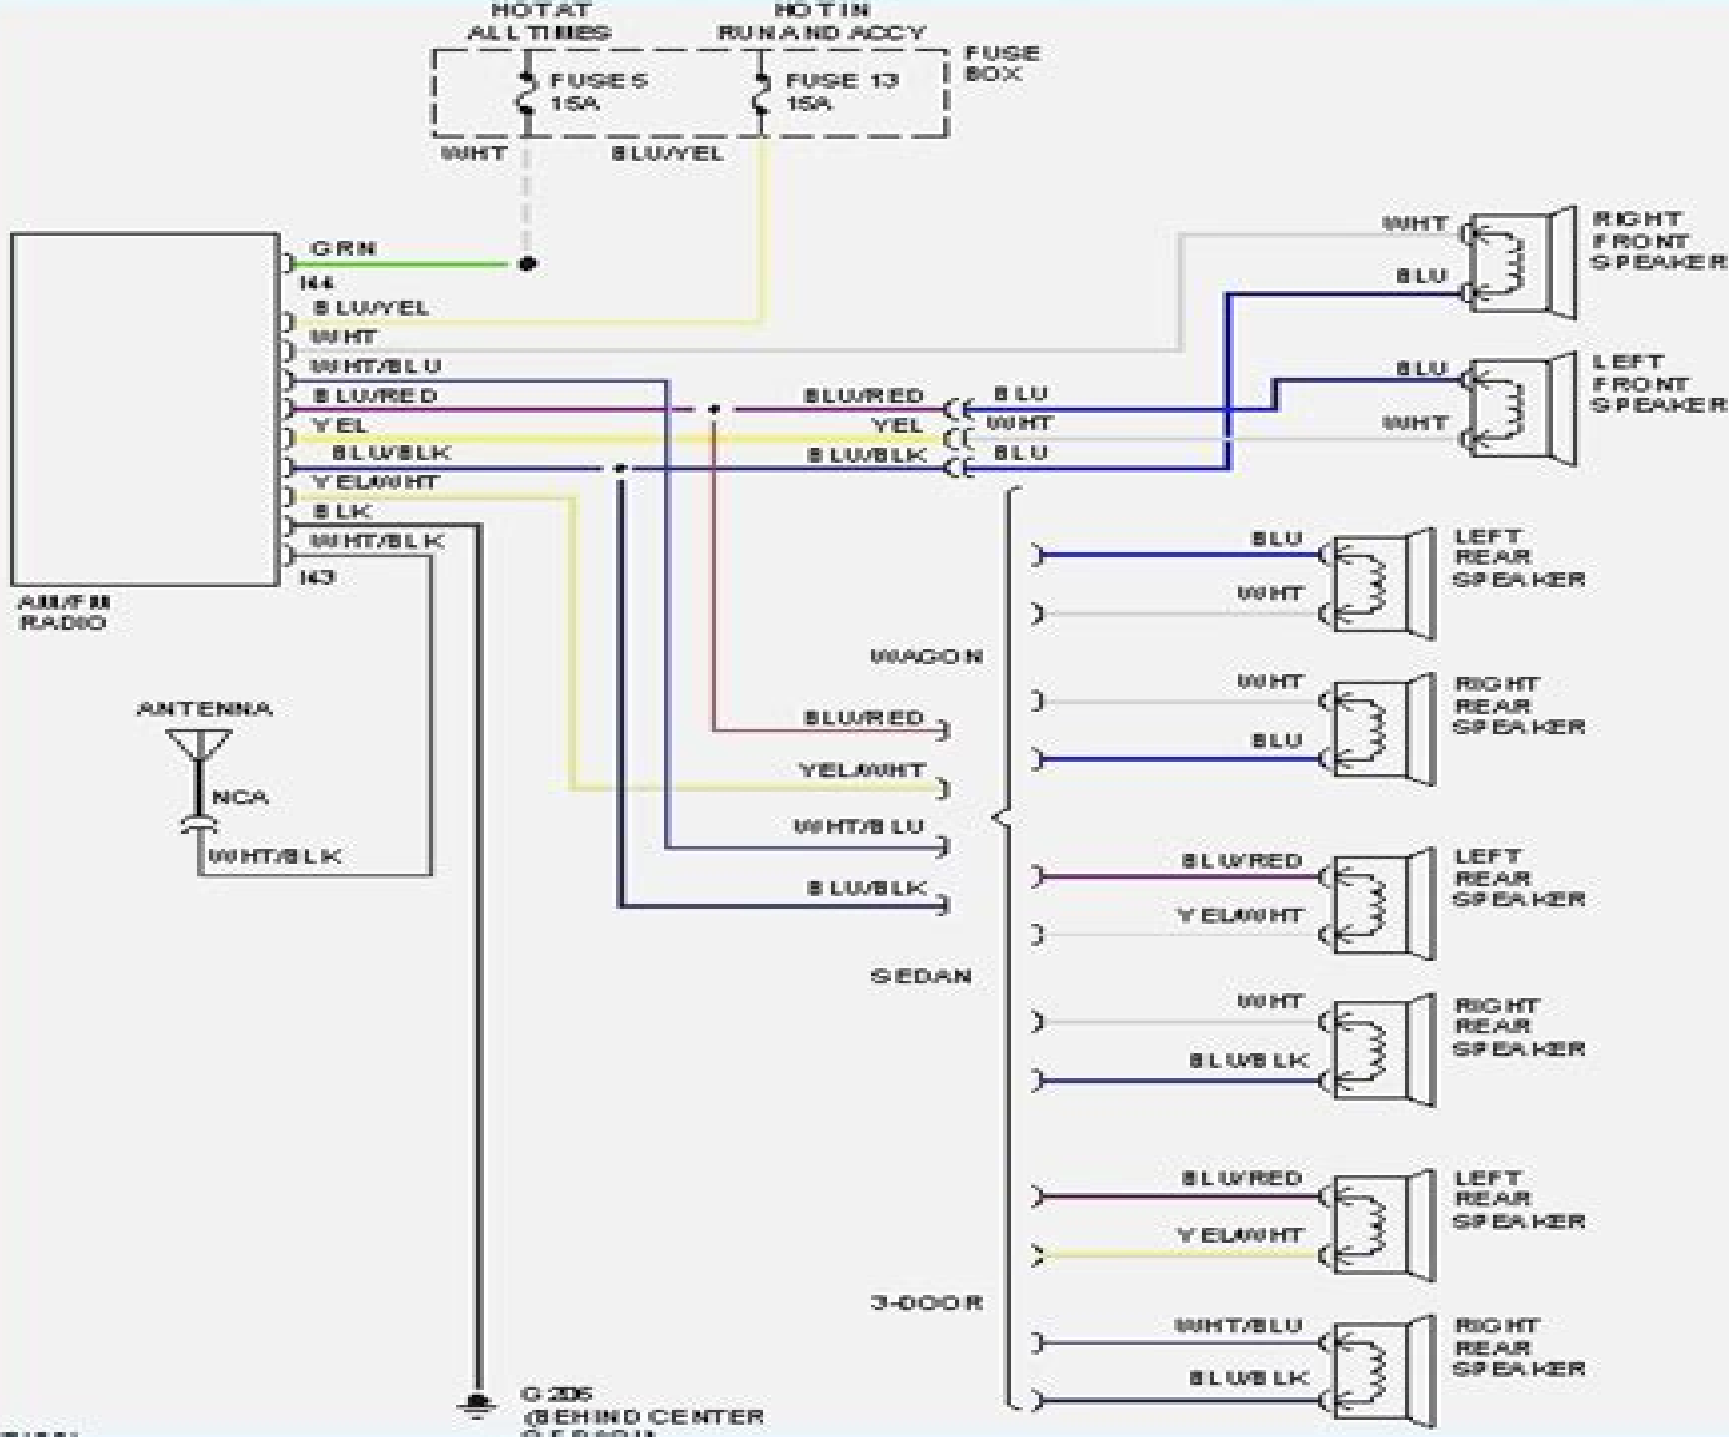 HOT AT
ALL TIMES
HOT IN
RUN AND ACCY
FUSE
BOX
FUSE 5
15A
FUSE 13
15A
WHT
BLU/YEL
GRN
BLU/YEL
WHT
WHT/BLU
BLU/RED
YEL
BLU/BLK
YEL/WHT
BLK
WHT/BLK
AM/FM
RADIO
BLU/RED
YEL
BLU/BLK
BLU
WHT
BLU
WHT
BLU
RIGHT
FRONT
SPEAKER
BLU
WHT
LEFT
FRONT
SPEAKER
ANTENNA
NCA
WHT/BLK
WAGON
BLU/RED
YEL/WHT
WHT/BLU
BLU/BLK
SEDAN
3-DOOR
BLU
WHT
LEFT
REAR
SPEAKER
WHT
BLU
RIGHT
REAR
SPEAKER
BLU/RED
YEL/WHT
LEFT
REAR
SPEAKER
WHT
BLU/BLK
RIGHT
REAR
SPEAKER
BLU/RED
YEL/WHT
LEFT
REAR
SPEAKER
WHT/BLU
BLU/BLK
RIGHT
REAR
SPEAKER
G206
(BEHIND CENTER